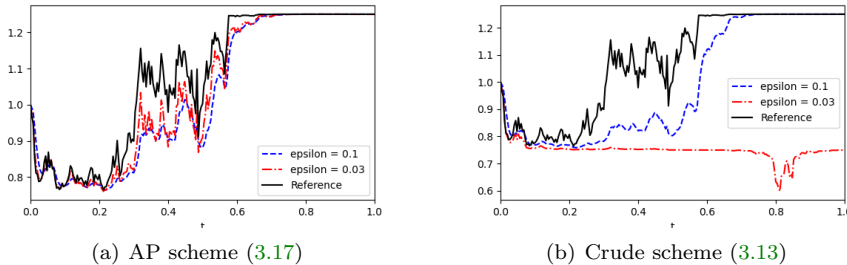 1.2
1.1
1.0
0.9
0.8
0.0 0.2 0.4 0.6 0.8 1.0
t
epsilon = 0.1
epsilon = 0.03
Reference
(a) AP scheme (3.17)
1.2
1.1
1.0
0.9
0.8
0.7
0.6
0.0 0.2 0.4 0.6 0.8 1.0
t
epsilon = 0.1
epsilon = 0.03
Reference
(b) Crude scheme (3.13)